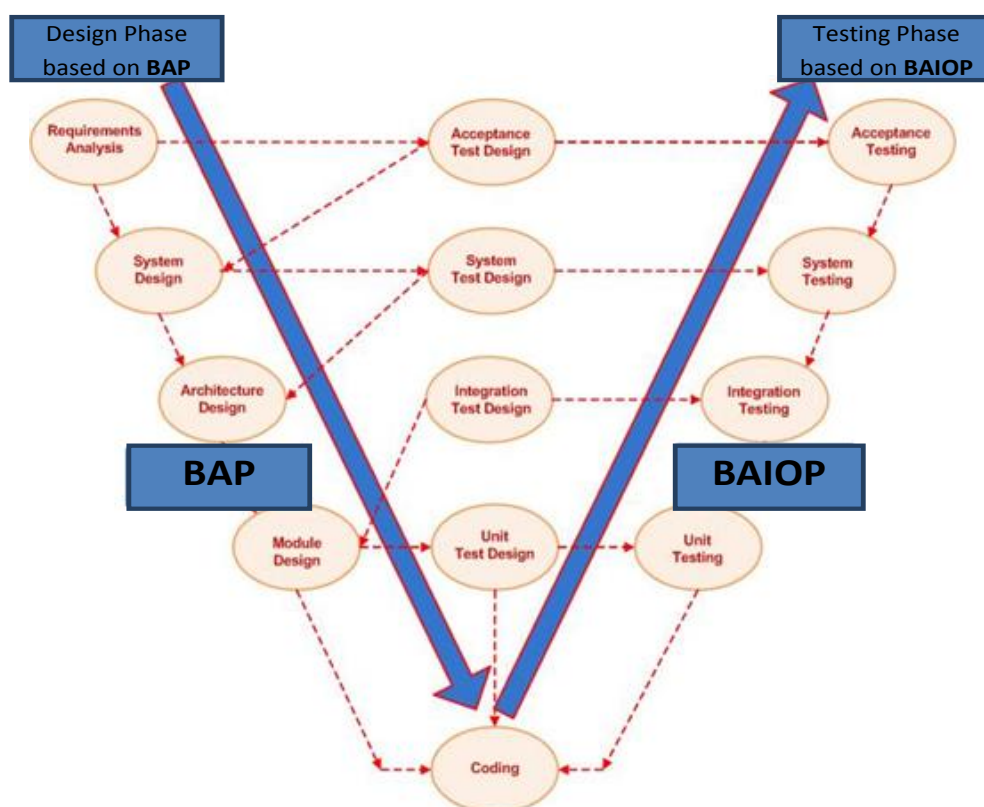 Design Phase
based on BAP
Testing Phase
based on BAIOP
Requirements
Analysis
Acceptance
Test Design
Acceptance
Testing
System
Design
System
Test Design
System
Testing
Architecture
Design
Integration
Test Design
Integration
Testing
BAP
BAIOP
Module
Design
Unit
Test Design
Unit
Testing
Coding